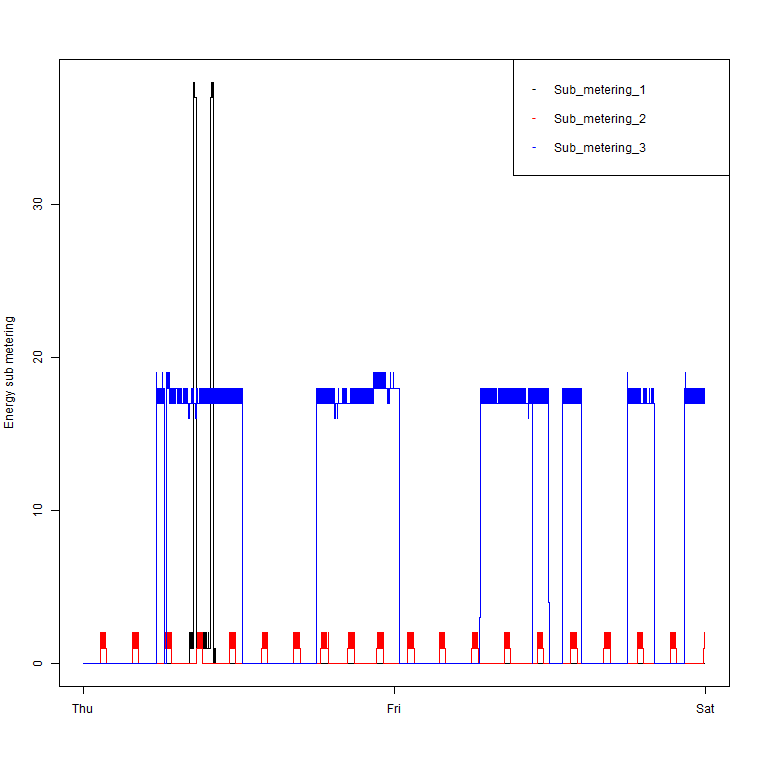 Sub_metering_1
Sub_metering_2
Sub_metering_3
30
20
10
0
Energy sub metering
Thu
Fri
Sat